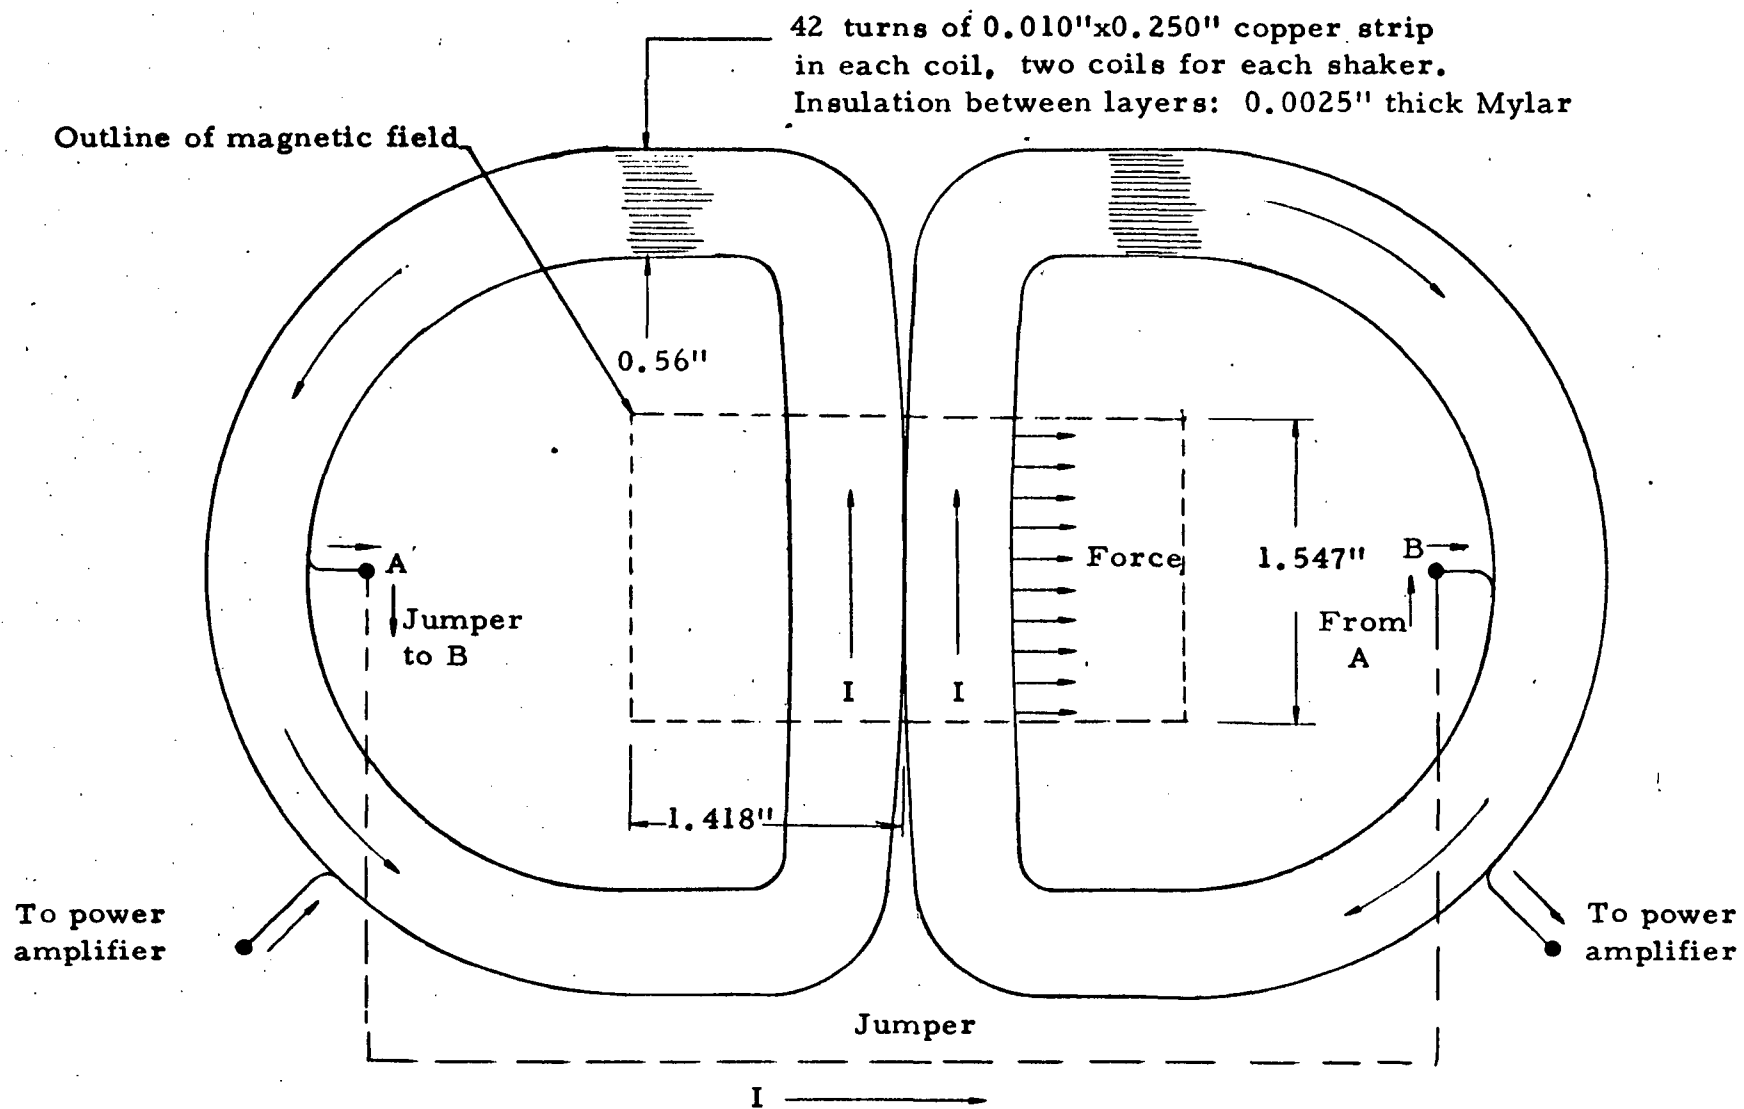 42 turns of 0.010"x0.250" copper strip
in each coil, two coils for each shaker.
Insulation between layers: 0.0025" thick Mylar
Outline of magnetic field
0.56"
A
Jumper
to B
Force
1.547"
B
From
A
I
I
1.418"
To power
amplifier
To power
amplifier
Jumper
I